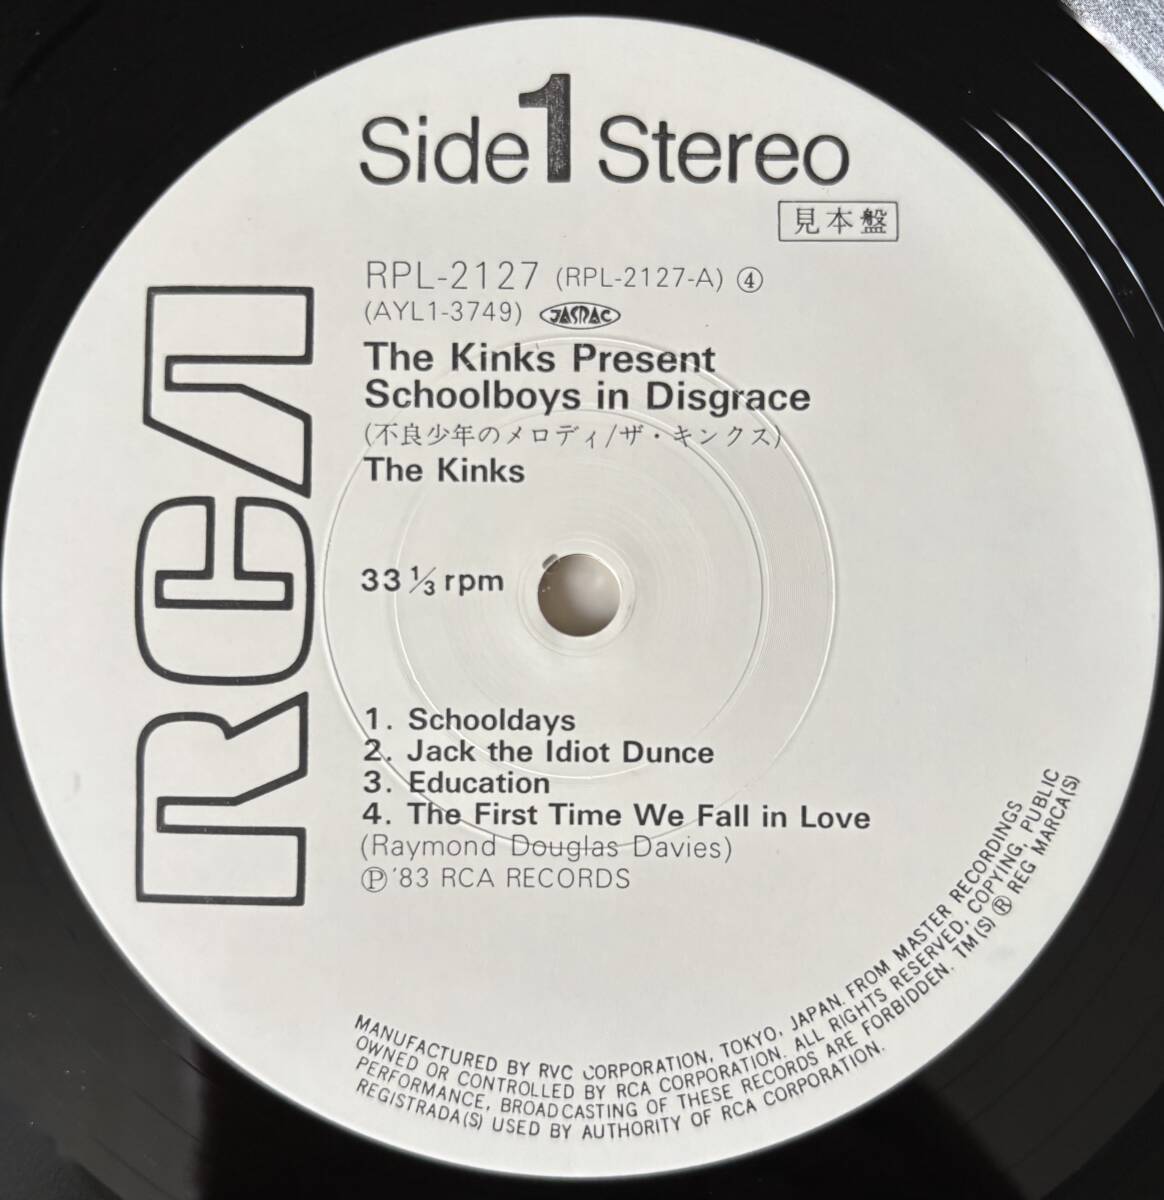 Side 1 Stereo
見本盤
RPL-2127 (RPL-2127-A) ④
(AYL1-3749) JASRAC
The Kinks Present
Schoolboys in Disgrace
(不良少年のメロディ/ザ・キンクス)
The Kinks
33 1/3 rpm
RCA
1. Schooldays
2. Jack the Idiot Dunce
3. Education
4. The First Time We Fall in Love
(Raymond Douglas Davies)
Ⓟ '83 RCA RECORDS
MANUFACTURED BY RVC CORPORATION, TOKYO, JAPAN. FROM MASTER RECORDINGS
OWNED OR CONTROLLED BY RCA CORPORATION. ALL RIGHTS RESERVED, COPYING, PUBLIC
PERFORMANCE, BROADCASTING OF THESE RECORDS ARE FORBIDDEN. TM(S) ® REG MARCA(S)
REGISTRADA(S) USED BY AUTHORITY OF RCA CORPORATION.